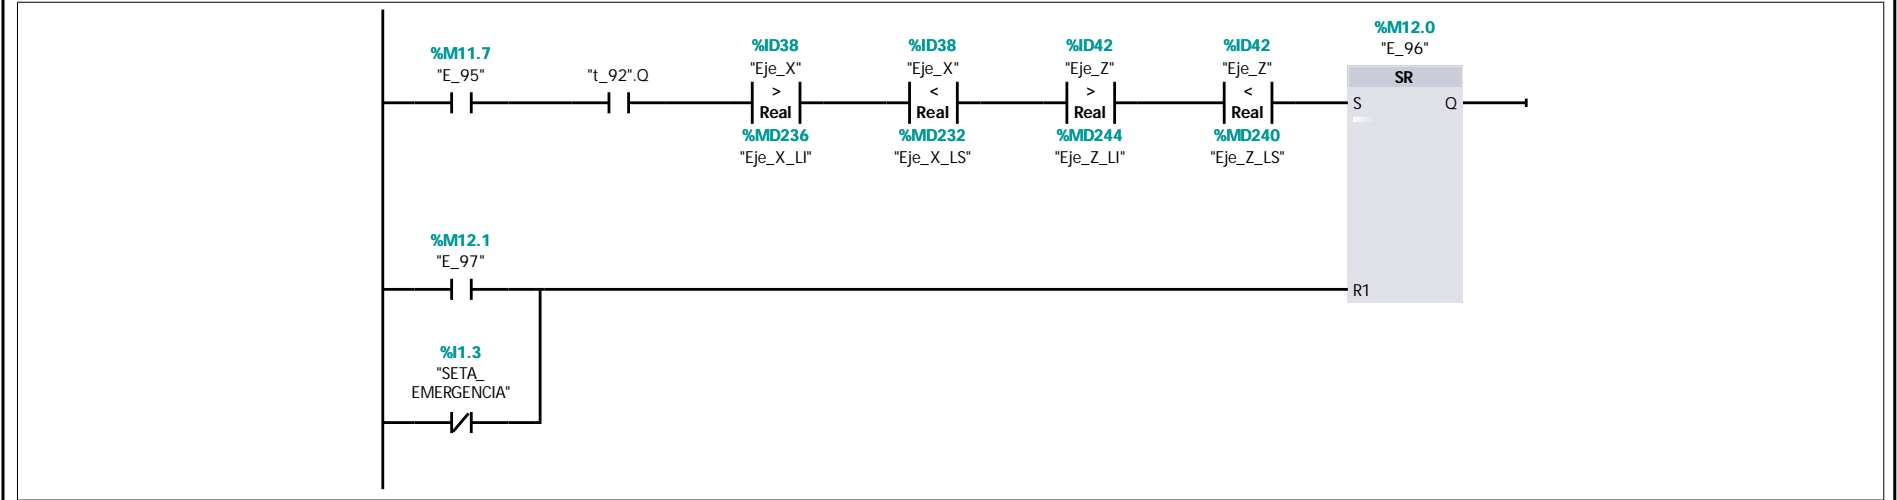 %M12.0
"E_96"
%M11.7
"E_95"
"t_92".Q
%ID38
"Eje_X"
>
Real
%MD236
"Eje_X_LI"
%ID38
"Eje_X"
<
Real
%MD232
"Eje_X_LS"
%ID42
"Eje_Z"
>
Real
%MD244
"Eje_Z_LI"
%ID42
"Eje_Z"
<
Real
%MD240
"Eje_Z_LS"
SR
S Q
%M12.1
"E_97"
R1
%I1.3
"SETA_
EMERGENCIA"